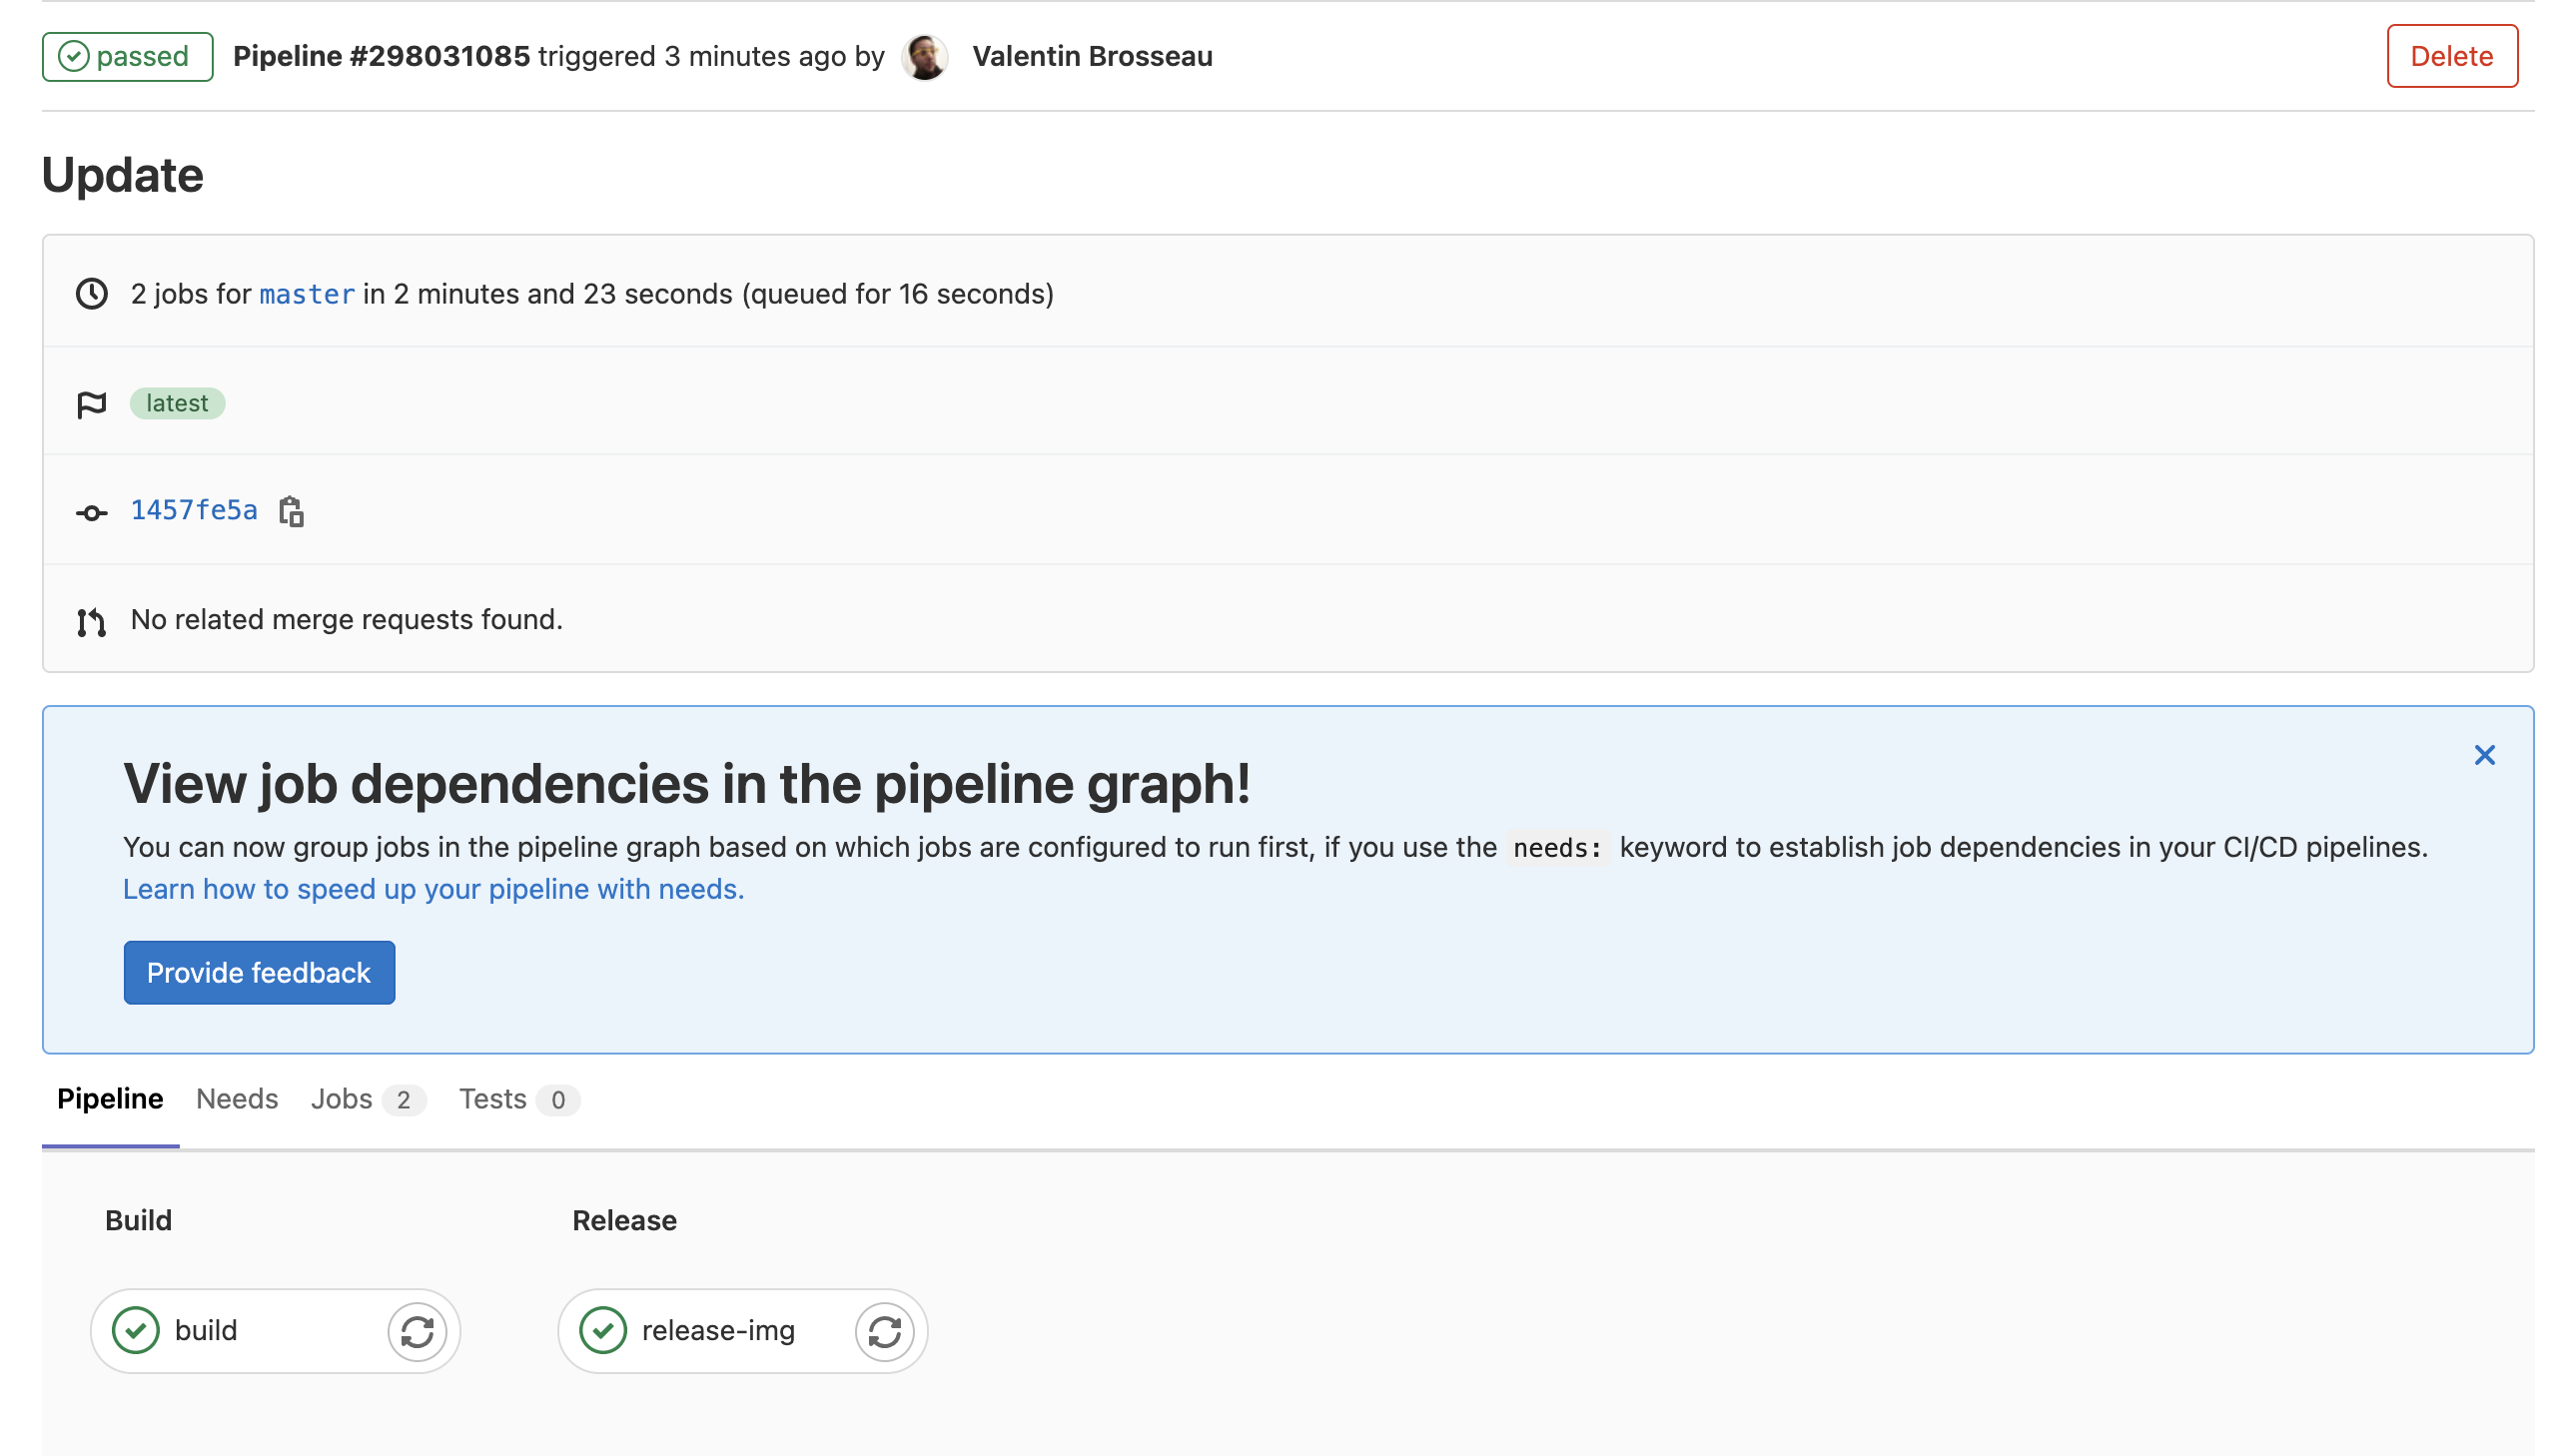 passed Pipeline #298031085 triggered 3 minutes ago by Valentin Brosseau Delete
Update
2 jobs for master in 2 minutes and 23 seconds (queued for 16 seconds)
latest
1457fe5a
No related merge requests found.
View job dependencies in the pipeline graph!
You can now group jobs in the pipeline graph based on which jobs are configured to run first, if you use the needs: keyword to establish job dependencies in your CI/CD pipelines.
Learn how to speed up your pipeline with needs.
Provide feedback
Pipeline Needs Jobs 2 Tests 0
Build Release
build release-img